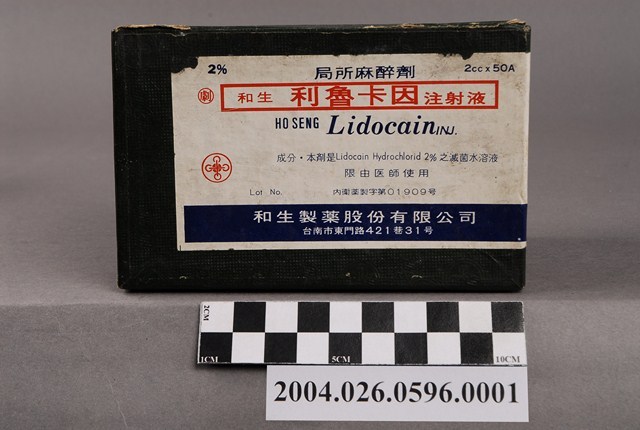 2% 局所麻醉劑 2cc x 50A
劇 和生 利魯卡因 注射液
HO SENG Lidocain INJ.
成分・本劑是Lidocain Hydrochlorid 2% 之滅菌水溶液
限由医師使用
Lot No. 内衛藥製字第01909号
和生製藥股份有限公司
台南市東門路421巷31号
2CM
1CM 5CM 10CM
2004.026.0596.0001